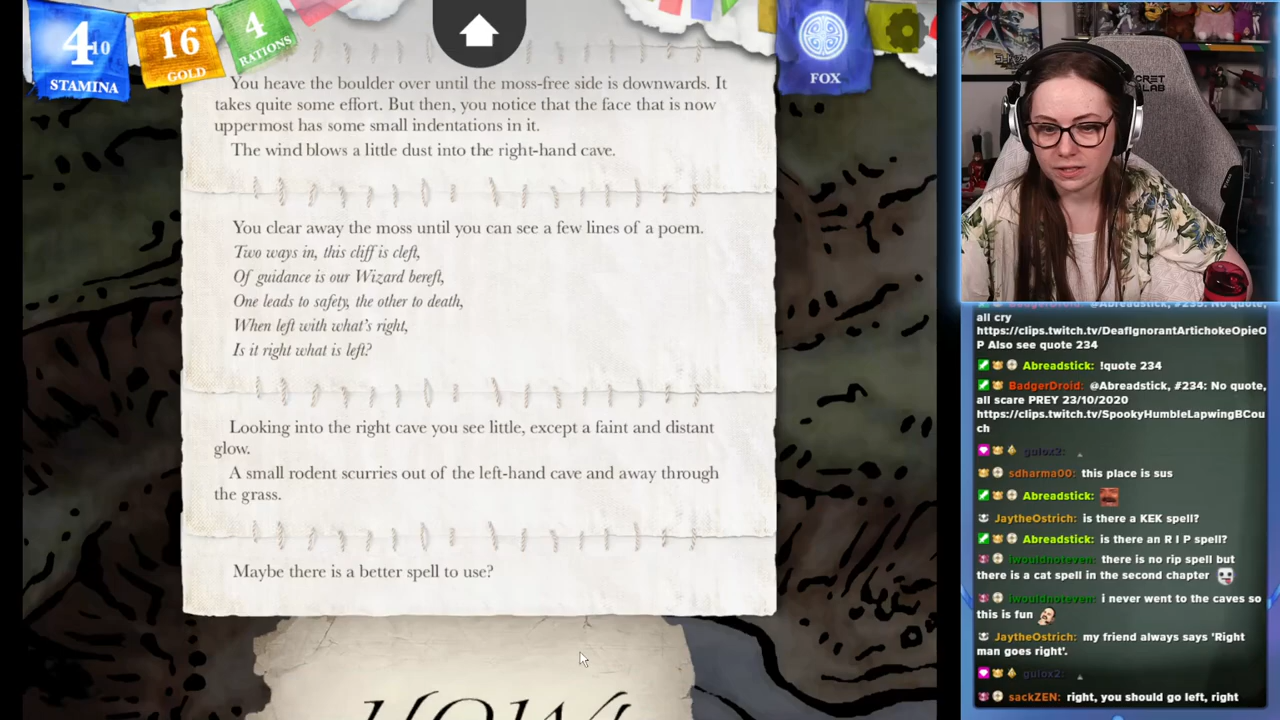 4 10
STAMINA
16
GOLD
4
RATIONS
FOX
You heave the boulder over until the moss-free side is downwards. It
takes quite some effort. But then, you notice that the face that is now
uppermost has some small indentations in it.
The wind blows a little dust into the right-hand cave.
You clear away the moss until you can see a few lines of a poem.
Two ways in, this cliff is cleft,
Of guidance is our Wizard bereft,
One leads to safety, the other to death,
When left with what's right,
Is it right what is left?
Looking into the right cave you see little, except a faint and distant
glow.
A small rodent scurries out of the left-hand cave and away through
the grass.
Maybe there is a better spell to use?
CRET
LAB
all cry
https://clips.twitch.tv/DeafIgnorantArtichokeOpieO
P Also see quote 234
Abreadstick: !quote 234
BadgerDroid: @Abreadstick, #234: No quote,
all scare PREY 23/10/2020
https://clips.twitch.tv/SpookyHumbleLapwingBCou
ch
guiox2:
sdharma00: this place is sus
Abreadstick:
JaytheOstrich: is there a KEK spell?
Abreadstick: is there an R I P spell?
iwouldnoteven: there is no rip spell but
there is a cat spell in the second chapter
iwouldnoteven: i never went to the caves so
this is fun
JaytheOstrich: my friend always says 'Right
man goes right'.
guiox2:
sackZEN: right, you should go left, right